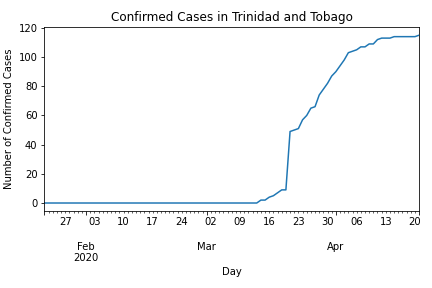 Confirmed Cases in Trinidad and Tobago
120
100
80
60
40
20
0
Number of Confirmed Cases
27 03 10 17 24 02 09 16 23 30 06 13 20
Feb Mar Apr
2020
Day